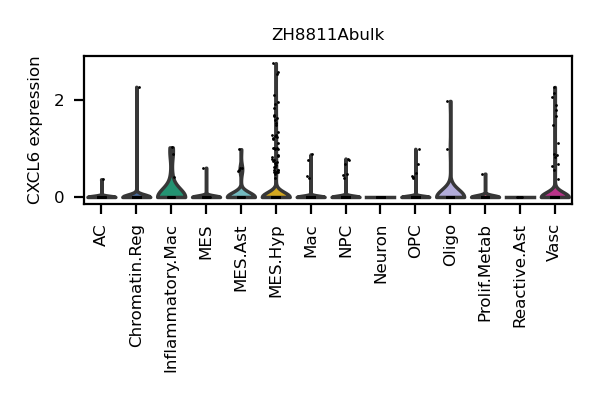 ZH8811Abulk
CXCL6 expression
2
0
AC
Chromatin.Reg
Inflammatory.Mac
MES
MES.Ast
MES.Hyp
Mac
NPC
Neuron
OPC
Oligo
Prolif.Metab
Reactive.Ast
Vasc